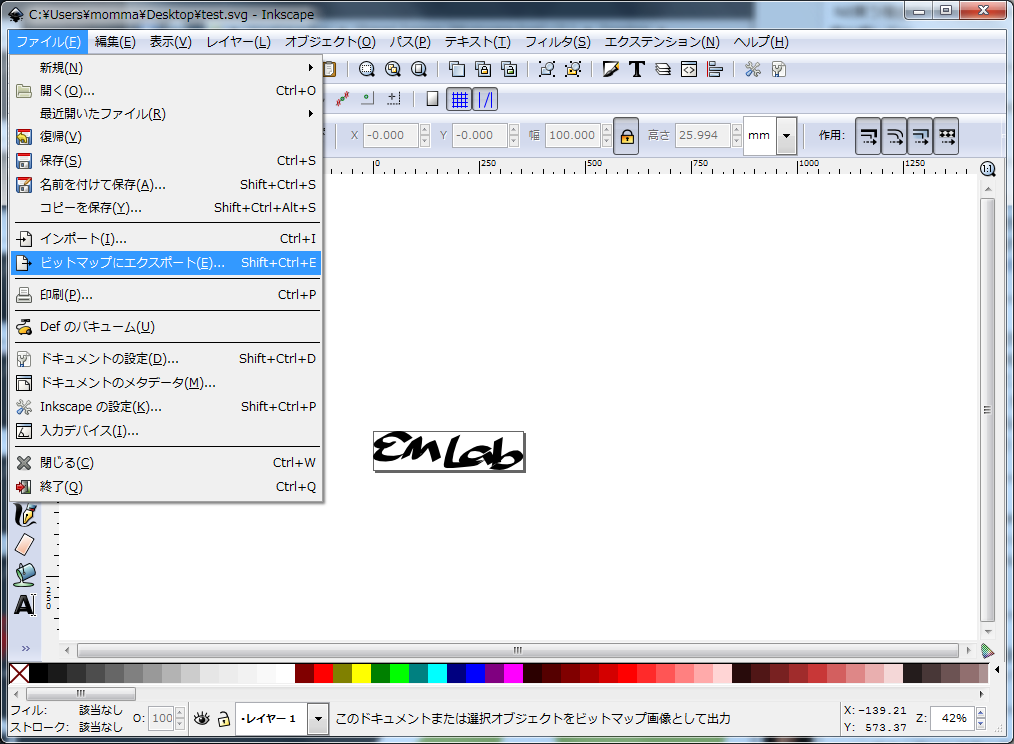 C:¥Users¥momma¥Desktop¥test.svg - Inkscape
ファイル(F) 編集(E) 表示(V) レイヤー(L) オブジェクト(O) パス(P) テキスト(T) フィルタ(S) エクステンション(N) ヘルプ(H)
新規(N)
開く(O)... Ctrl+O
最近開いたファイル(R)
復帰(V)
保存(S) Ctrl+S
名前を付けて保存(A)... Shift+Ctrl+S
コピーを保存(Y)... Shift+Ctrl+Alt+S
インポート(I)... Ctrl+I
ビットマップにエクスポート(E)... Shift+Ctrl+E
印刷(P)... Ctrl+P
Def のバキューム(U)
ドキュメントの設定(D)... Shift+Ctrl+D
ドキュメントのメタデータ(M)...
Inkscape の設定(K)... Shift+Ctrl+P
入力デバイス(I)...
閉じる(C) Ctrl+W
終了(Q) Ctrl+Q
X -0.000 Y -0.000 幅 100.000 高さ 25.994 mm 作用:
0 250 500 750 1000 1250
1:1
EmLab
-250
フィル: 該当なし
ストローク: 該当なし
O: 100
・レイヤー 1
このドキュメントまたは選択オブジェクトをビットマップ画像として出力
X: -139.21
Y: 573.37
Z: 42%